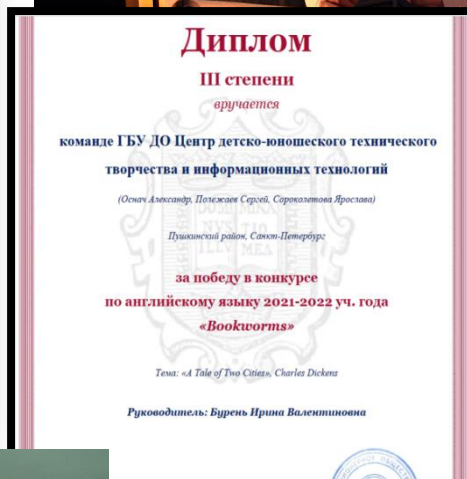 Диплом
III степени
вручается
команде ГБУ ДО Центр детско-юношеского технического
творчества и информационных технологий
(Оснач Александр, Полежаев Сергей, Сороколетова Ярослава)
Пушкинский район, Санкт-Петербург
за победу в конкурсе
по английскому языку 2021-2022 уч. года
«Bookworms»
Тема: «A Tale of Two Cities», Charles Dickens
Руководитель: Бурень Ирина Валентиновна